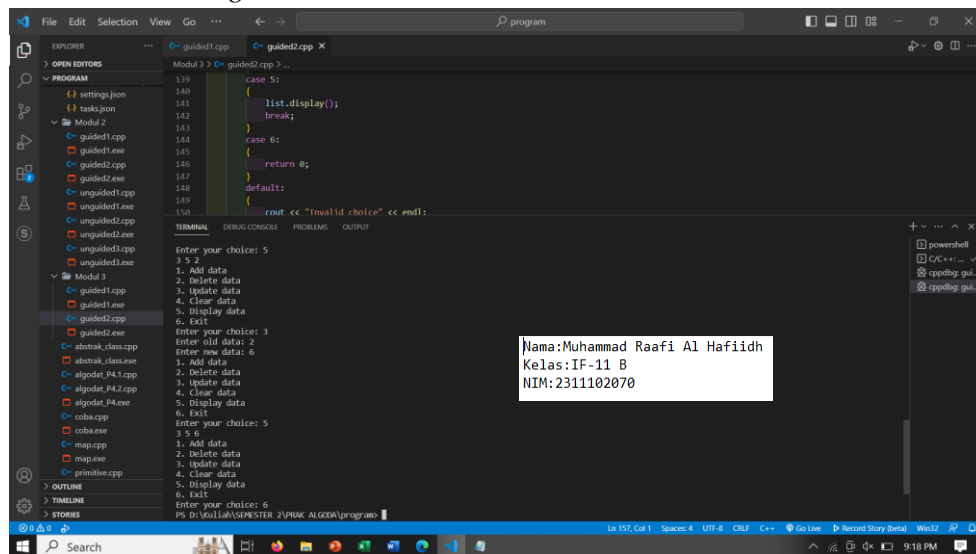 File Edit Selection View Go ··· program
EXPLORER ···
guided1.cpp guided2.cpp
OPEN EDITORS
Modul 3 > guided2.cpp > ...
PROGRAM
settings.json
tasks.json
Modul 2
guided1.cpp
guided1.exe
guided2.cpp
guided2.exe
unguided1.cpp
unguided1.exe
unguided2.cpp
unguided2.exe
unguided3.cpp
unguided3.exe
Modul 3
guided1.cpp
guided1.exe
guided2.cpp
guided2.exe
abstrak_class.cpp
abstrak_class.exe
algodat_P4.1.cpp
algodat_P4.2.cpp
algodat_P4.exe
coba.cpp
coba.exe
map.cpp
map.exe
primitive.cpp
OUTLINE
TIMELINE
STORIES
139 case 5:
140 {
141 list.display();
142 break;
143 }
144 case 6:
145 {
146 return 0;
147 }
148 default:
149 {
150 cout << "Invalid choice" << endl;
TERMINAL DEBUG CONSOLE PROBLEMS OUTPUT
Enter your choice: 5
3 5 2
1. Add data
2. Delete data
3. Update data
4. Clear data
5. Display data
6. Exit
Enter your choice: 3
Enter old data: 2
Enter new data: 6
1. Add data
2. Delete data
3. Update data
4. Clear data
5. Display data
6. Exit
Enter your choice: 5
3 5 6
1. Add data
2. Delete data
3. Update data
4. Clear data
5. Display data
6. Exit
Enter your choice: 6
PS D:\Kuliah\SEMESTER 2\PRAK ALGODA\program>
powershell
C/C++: ...
cppdbg: gui...
cppdbg: gui...
Nama:Muhammad Raafi Al Hafiidh
Kelas:IF-11 B
NIM:2311102070
0 0 Ln 157, Col 1 Spaces: 4 UTF-8 CRLF C++ Go Live Record Story (beta) Win32
Search 9:18 PM